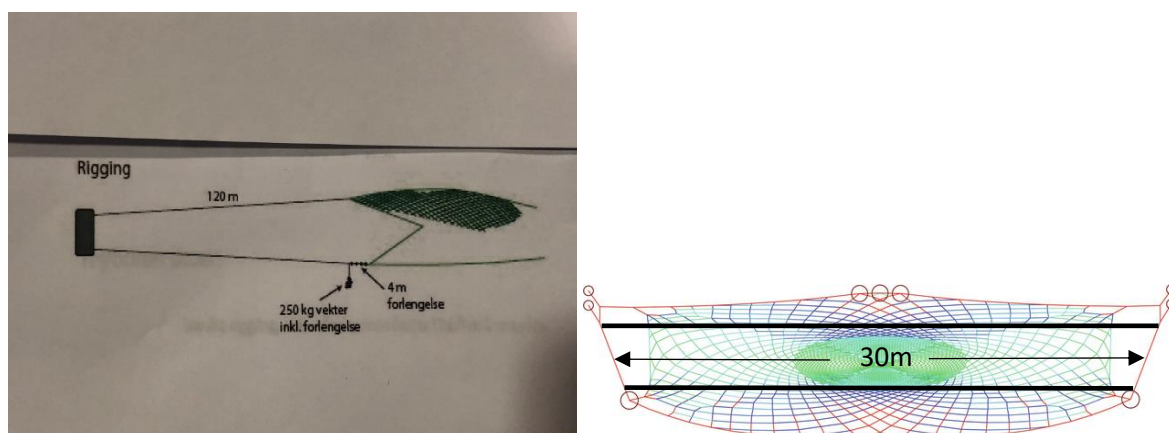 Rigging
120 m
4 m
forlengelse
250 kg vekter
inkl. forlengelse
30m